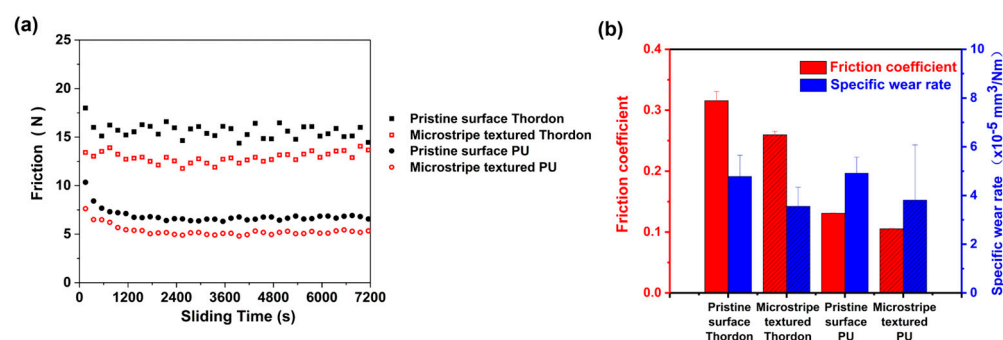 (a)
25
20
15
10
5
0
Friction ( N )
0 1200 2400 3600 4800 6000 7200
Sliding Time (s)
Pristine surface Thordon
Microstripe textured Thordon
Pristine surface PU
Microstripe textured PU
(b)
0.4
0.3
0.2
0.1
0.0
Friction coefficient
Friction coefficient
Specific wear rate
10
8
6
4
2
0
Specific wear rate （x10-5 mm3/Nm）
Pristine Microstripe Pristine Microstripe
surface textured surface textured
Thordon Thordon PU PU